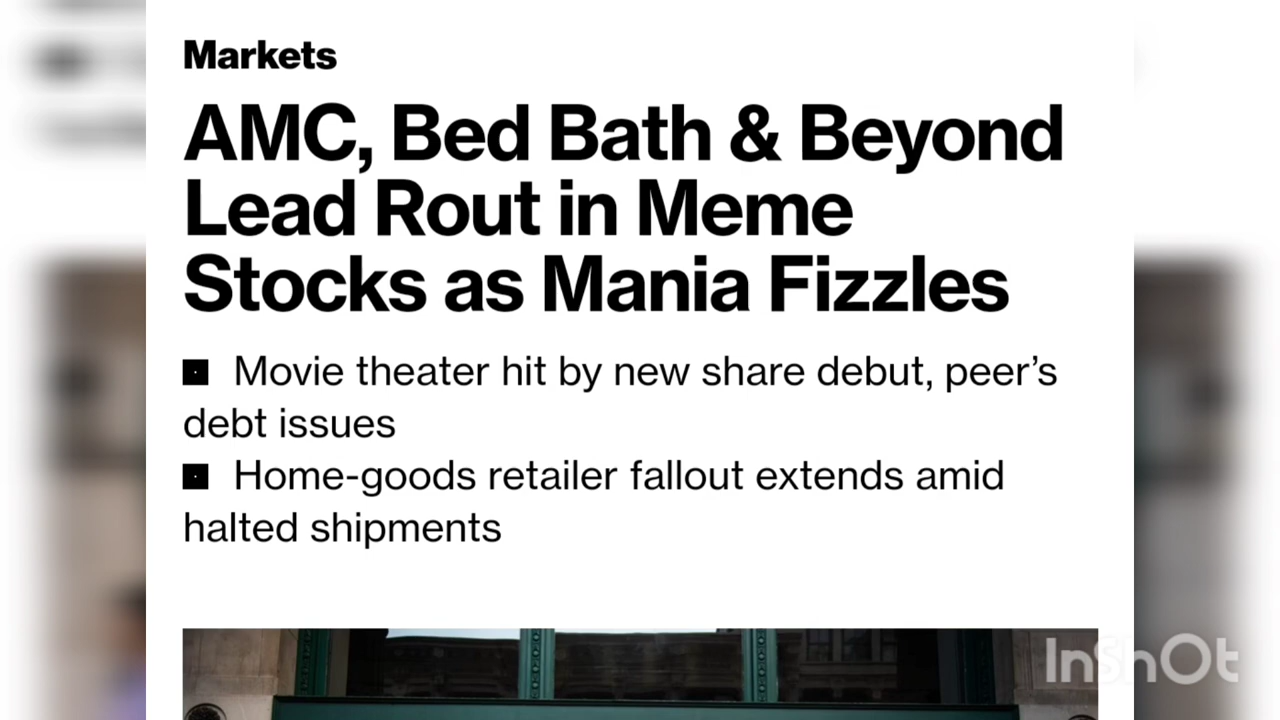 Markets
AMC, Bed Bath & Beyond
Lead Rout in Meme
Stocks as Mania Fizzles
Movie theater hit by new share debut, peer's
debt issues
Home-goods retailer fallout extends amid
halted shipments
InShOt